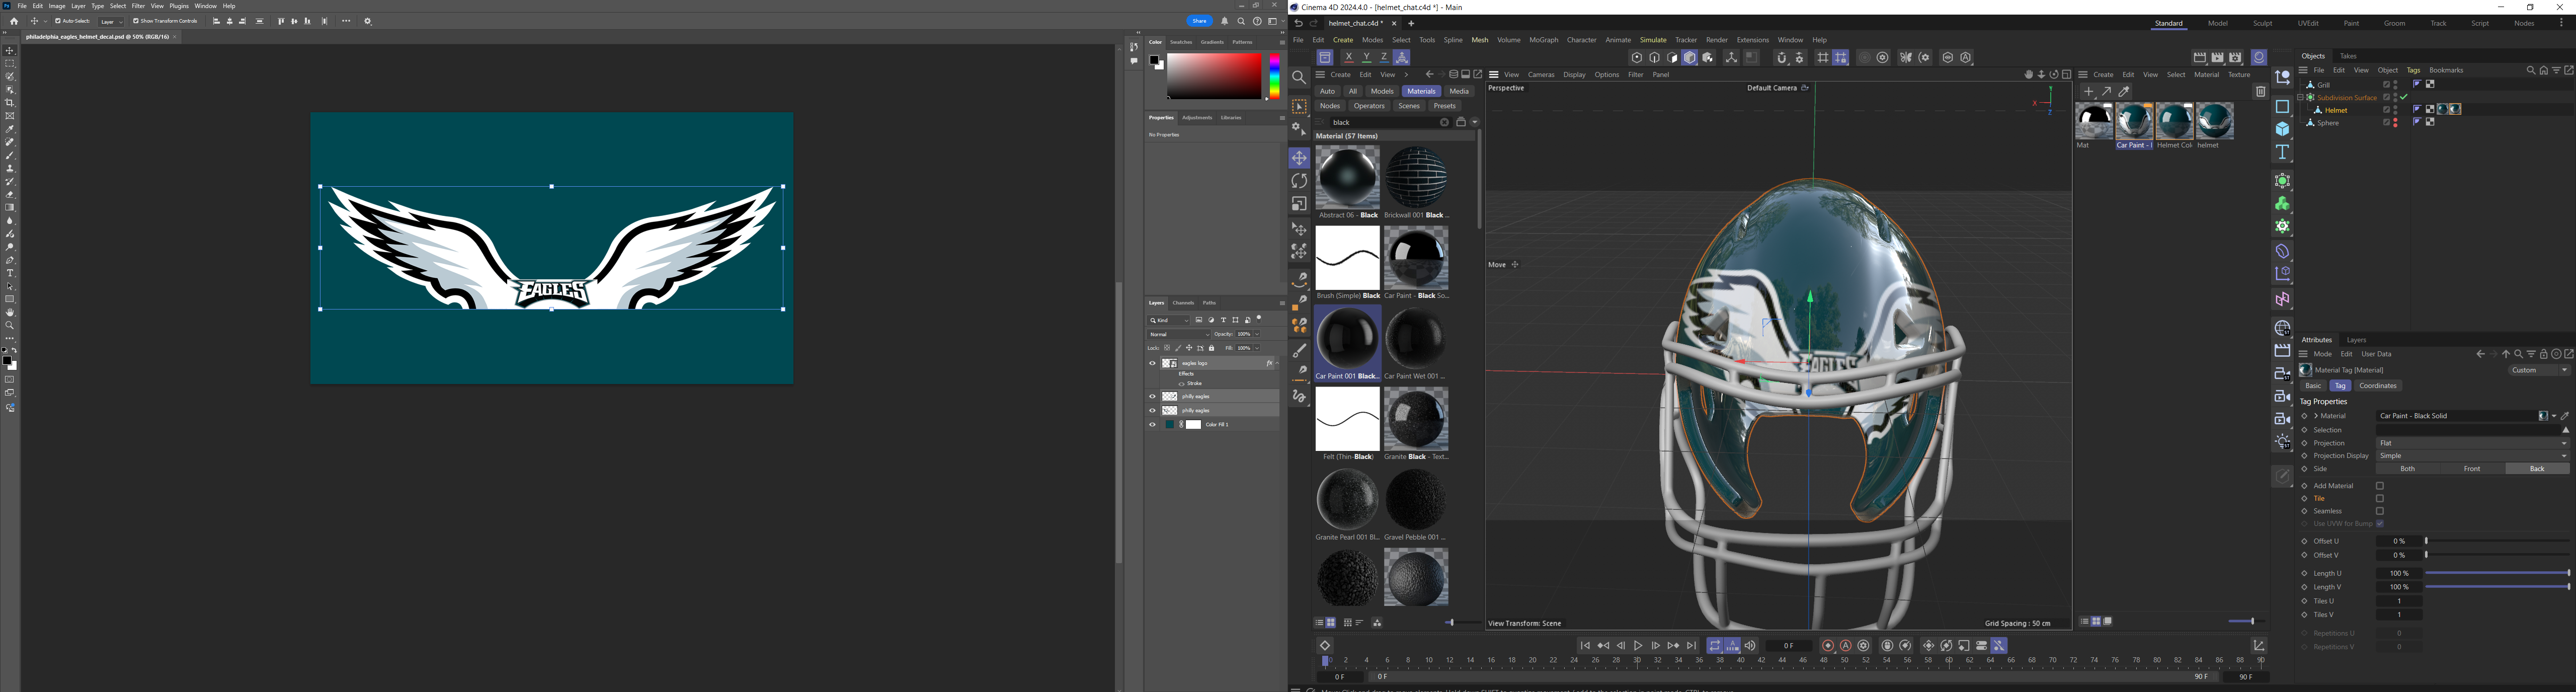 File Edit Image Layer Type Select Filter View Plugins Window Help
Auto-Select: Layer Show Transform Controls
Share
philadelphia_eagles_helmet_decal.psd @ 50% (RGB/16)
EAGLES
Color Swatches Gradients Patterns
Properties Adjustments Libraries
No Properties
Layers Channels Paths
Kind
Normal Opacity: 100%
Lock: Fill: 100%
eagles logo fx
Effects
Stroke
philly eagles
philly eagles
Color Fill 1
Cinema 4D 2024.4.0 - [helmet_chat.c4d *] - Main
helmet_chat.c4d *
Standard Model Sculpt UVEdit Paint Groom Track Script Nodes
File Edit Create Modes Select Tools Spline Mesh Volume MoGraph Character Animate Simulate Tracker Render Extensions Window Help
X Y Z
Create Edit View
Auto All Models Materials Media
Nodes Operators Scenes Presets
black
Material (57 Items)
Abstract 06 - Black
Brickwall 001 Black ...
Brush (Simple) Black
Car Paint - Black So...
Car Paint 001 Black...
Car Paint Wet 001 ...
Felt (Thin-Black)
Granite Black - Text...
Granite Pearl 001 Bl...
Gravel Pebble 001 ...
View Cameras Display Options Filter Panel
Perspective
Default Camera
Y
X
Z
Move
EAGLES
View Transform: Scene
Grid Spacing : 50 cm
Create Edit View Select Material Texture
Mat
Car Paint - I
Helmet Col
helmet
Objects Takes
File Edit View Object Tags Bookmarks
Grill
Subdivision Surface
Helmet
Sphere
Attributes Layers
Mode Edit User Data
Material Tag [Material]
Custom
Basic Tag Coordinates
Tag Properties
Material Car Paint - Black Solid
Selection
Projection Flat
Projection Display Simple
Side Both Front Back
Add Material
Tile
Seamless
Use UVW for Bump
Offset U 0 %
Offset V 0 %
Length U 100 %
Length V 100 %
Tiles U 1
Tiles V 1
Repetitions U 0
Repetitions V 0
0 F
0 2 4 6 8 10 12 14 16 18 20 22 24 26 28 30 32 34 36 38 40 42 44 46 48 50 52 54 56 58 60 62 64 66 68 70 72 74 76 78 80 82 84 86 88 90
0 F 0 F 90 F 90 F